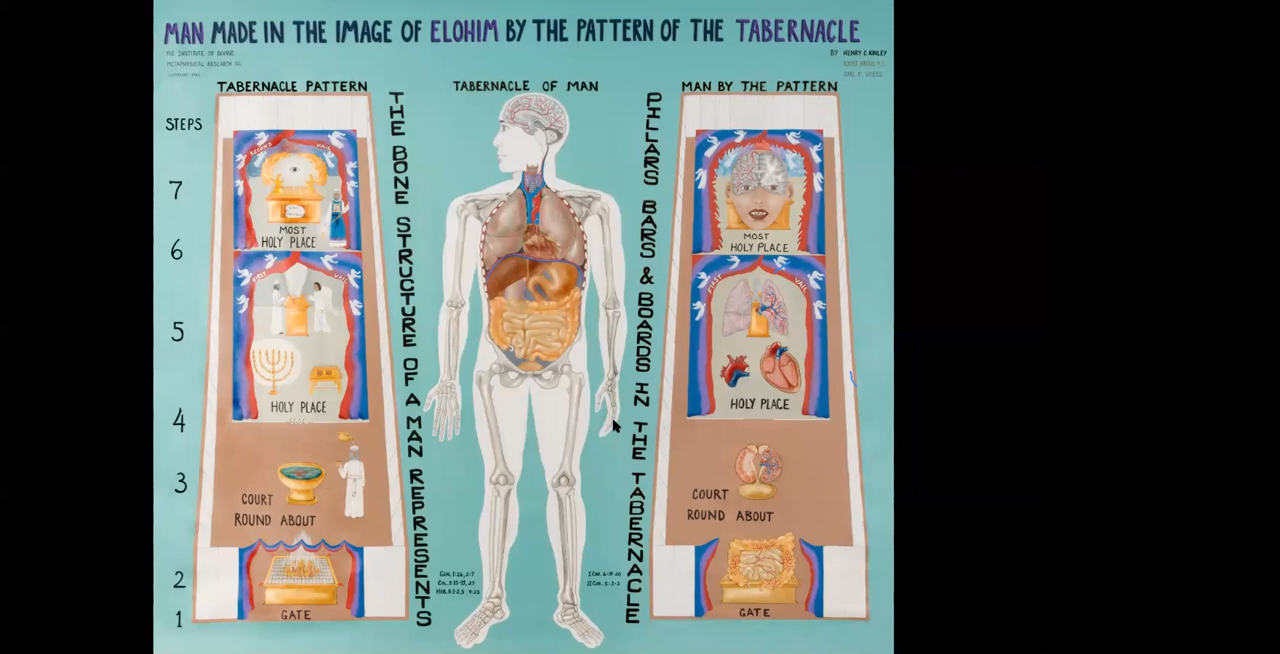 MAN MADE IN THE IMAGE OF ELOHIM BY THE PATTERN OF THE TABERNACLE
THE INSTITUTE OF DIVINE
METAPHYSICAL RESEARCH
BY HENRY C KINLEY
TABERNACLE PATTERN
TABERNACLE OF MAN
MAN BY THE PATTERN
STEPS
7
6
5
4
3
2
1
SECOND VAIL
MOST
HOLY PLACE
FIRST VAIL
HOLY PLACE
COURT
ROUND ABOUT
GATE
THE BONE STRUCTURE OF A MAN REPRESENTS
PILLARS BARS & BOARDS IN THE TABERNACLE
MOST
HOLY PLACE
FIRST VAIL
HOLY PLACE
COURT
ROUND ABOUT
GATE